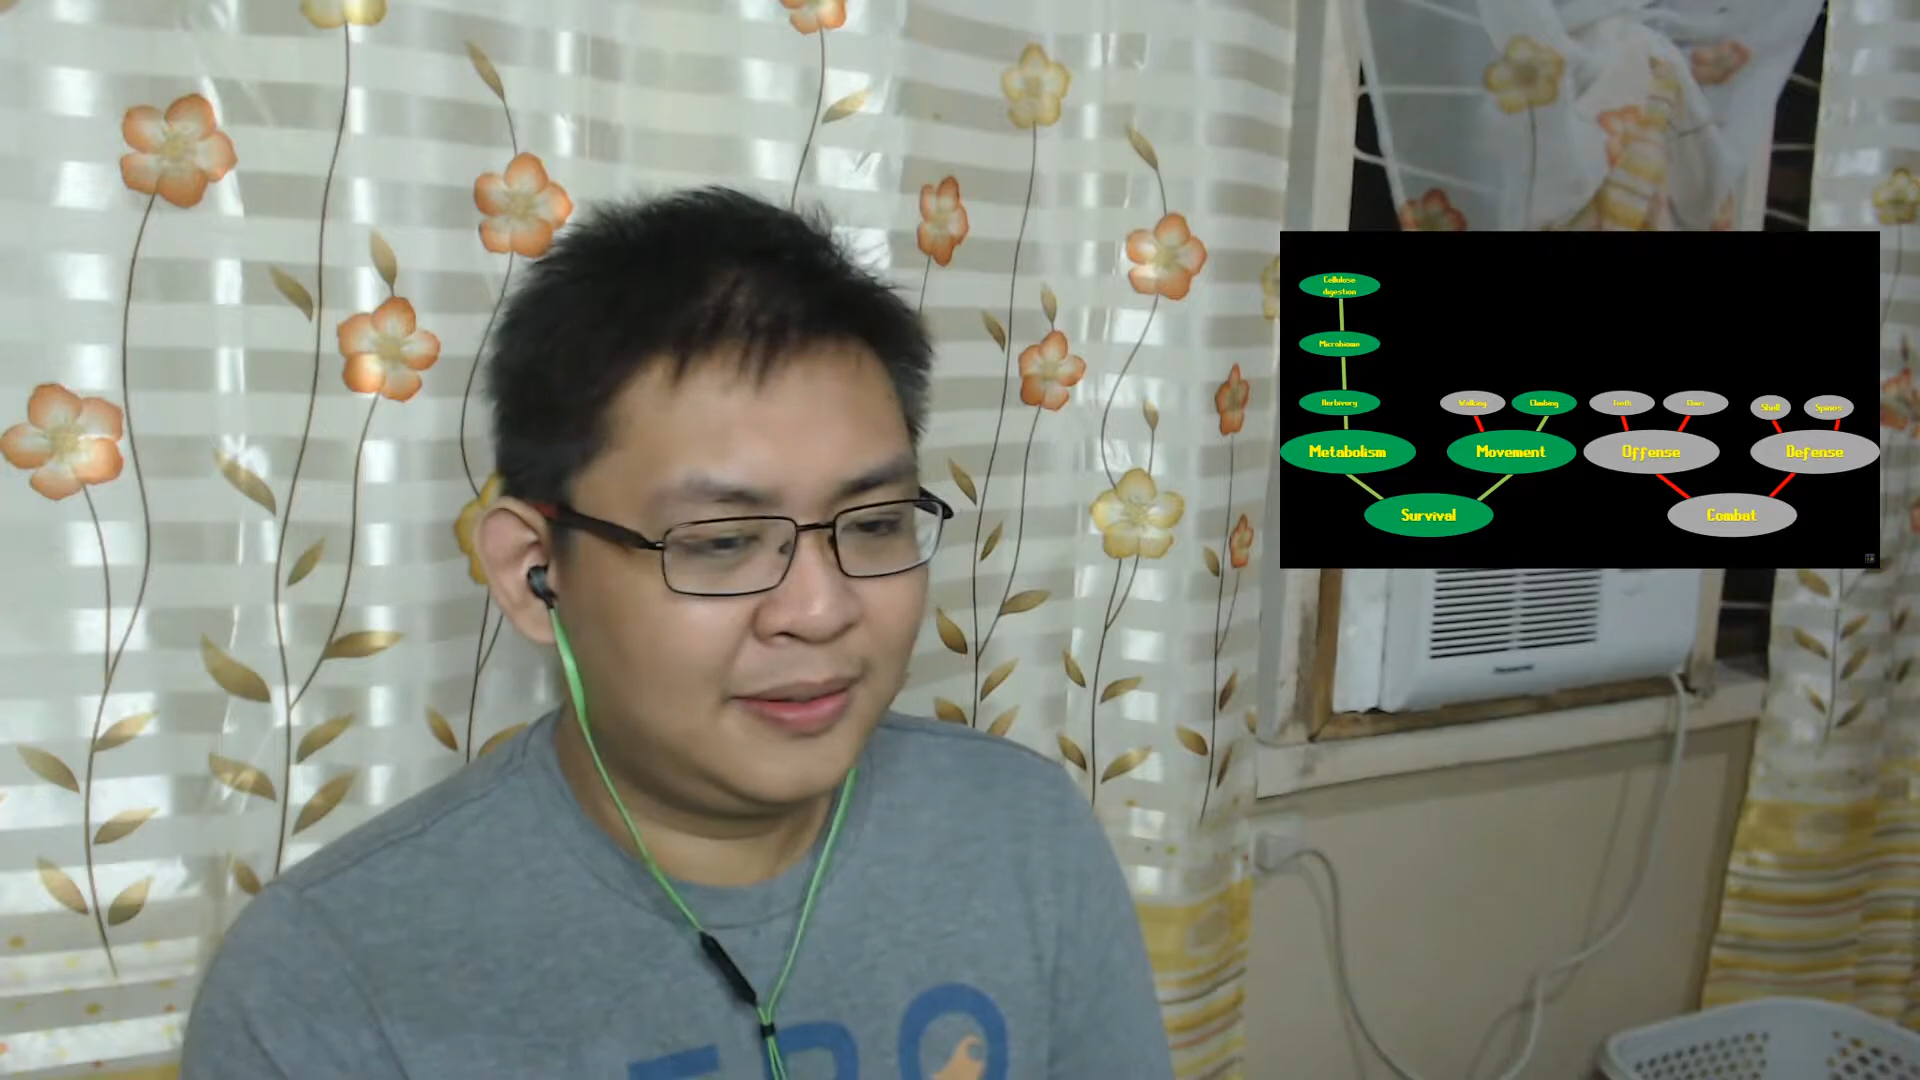 Cellulose
digestion
Microbiome
Herbivory
Walking
Climbing
Teeth
Claws
Shell
Spines
Metabolism
Movement
Offense
Defense
Survival
Combat